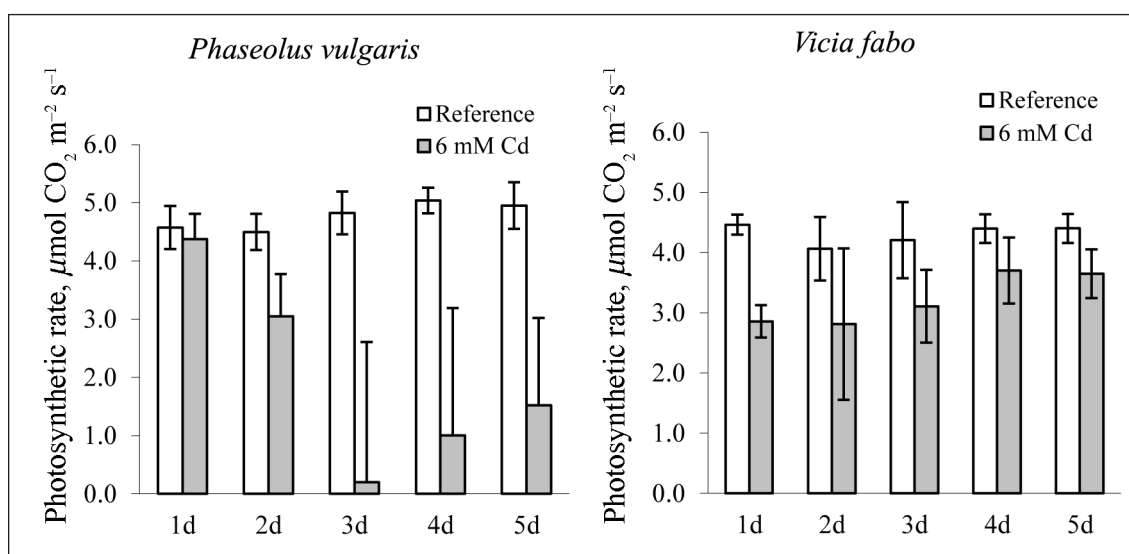 Phaseolus vulgaris
Photosynthetic rate, μmol CO₂ m⁻² s⁻¹
Reference
6 mM Cd
6.0
5.0
4.0
3.0
2.0
1.0
0.0
1d 2d 3d 4d 5d
Vicia fabo
Photosynthetic rate, μmol CO₂ m⁻² s⁻¹
Reference
6 mM Cd
6.0
5.0
4.0
3.0
2.0
1.0
0.0
1d 2d 3d 4d 5d